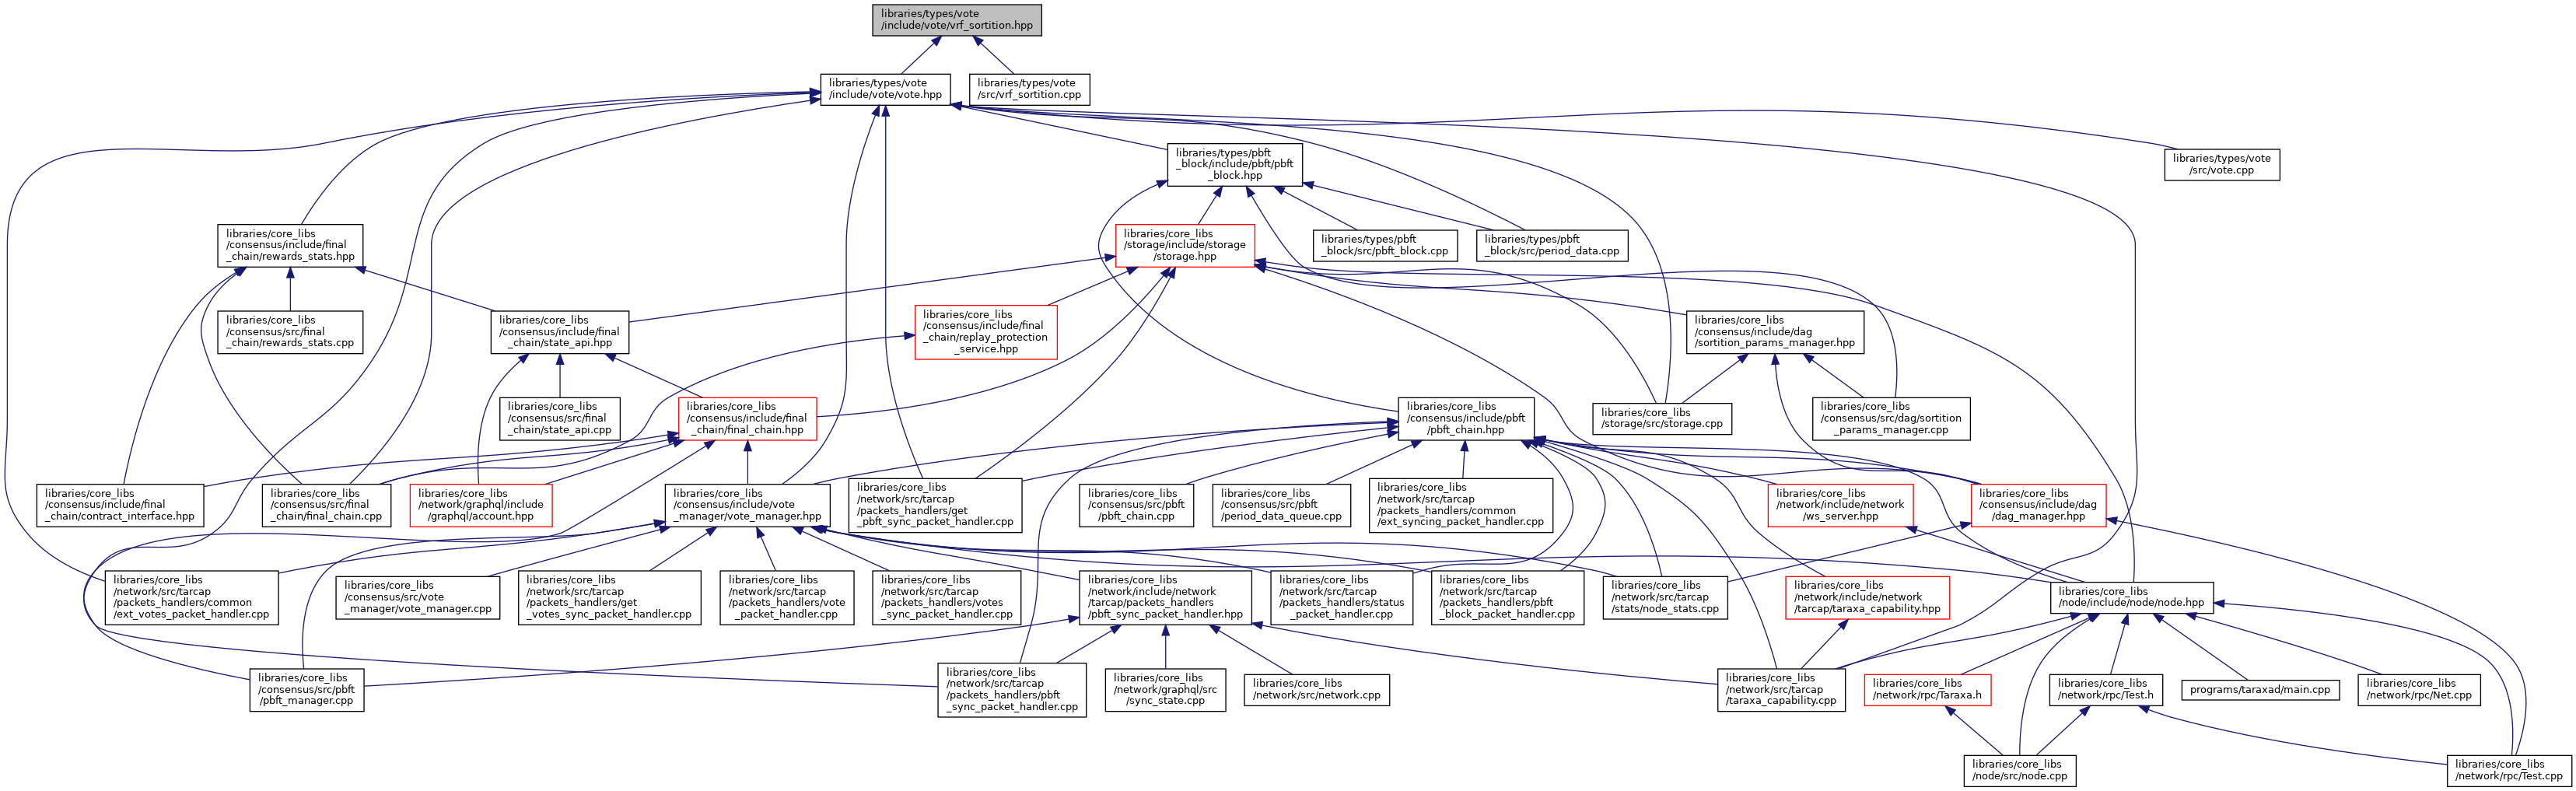 libraries/types/vote
/include/vote/vrf_sortition.hpp
libraries/types/vote
/include/vote/vote.hpp
libraries/types/vote
/src/vrf_sortition.cpp
libraries/types/pbft
_block/include/pbft/pbft
_block.hpp
libraries/types/vote
/src/vote.cpp
libraries/core_libs
/consensus/include/final
_chain/rewards_stats.hpp
libraries/core_libs
/storage/include/storage
/storage.hpp
libraries/types/pbft
_block/src/pbft_block.cpp
libraries/types/pbft
_block/src/period_data.cpp
libraries/core_libs
/consensus/src/final
_chain/rewards_stats.cpp
libraries/core_libs
/consensus/include/final
_chain/state_api.hpp
libraries/core_libs
/consensus/include/final
_chain/replay_protection
_service.hpp
libraries/core_libs
/consensus/include/dag
/sortition_params_manager.hpp
libraries/core_libs
/consensus/src/final
_chain/state_api.cpp
libraries/core_libs
/consensus/include/final
_chain/final_chain.hpp
libraries/core_libs
/consensus/include/pbft
/pbft_chain.hpp
libraries/core_libs
/storage/src/storage.cpp
libraries/core_libs
/consensus/src/dag/sortition
_params_manager.cpp
libraries/core_libs
/consensus/include/final
_chain/contract_interface.hpp
libraries/core_libs
/consensus/src/final
_chain/final_chain.cpp
libraries/core_libs
/network/graphql/include
/graphql/account.hpp
libraries/core_libs
/consensus/include/vote
_manager/vote_manager.hpp
libraries/core_libs
/network/src/tarcap
/packets_handlers/get
_pbft_sync_packet_handler.cpp
libraries/core_libs
/consensus/src/pbft
/pbft_chain.cpp
libraries/core_libs
/consensus/src/pbft
/period_data_queue.cpp
libraries/core_libs
/network/src/tarcap
/packets_handlers/common
/ext_syncing_packet_handler.cpp
libraries/core_libs
/network/include/network
/ws_server.hpp
libraries/core_libs
/consensus/include/dag
/dag_manager.hpp
libraries/core_libs
/network/src/tarcap
/packets_handlers/common
/ext_votes_packet_handler.cpp
libraries/core_libs
/consensus/src/vote
_manager/vote_manager.cpp
libraries/core_libs
/network/src/tarcap
/packets_handlers/get
_votes_sync_packet_handler.cpp
libraries/core_libs
/network/src/tarcap
/packets_handlers/vote
_packet_handler.cpp
libraries/core_libs
/network/src/tarcap
/packets_handlers/votes
_sync_packet_handler.cpp
libraries/core_libs
/network/include/network
/tarcap/packets_handlers
/pbft_sync_packet_handler.hpp
libraries/core_libs
/network/src/tarcap
/packets_handlers/status
_packet_handler.cpp
libraries/core_libs
/network/src/tarcap
/packets_handlers/pbft
_block_packet_handler.cpp
libraries/core_libs
/network/src/tarcap
/stats/node_stats.cpp
libraries/core_libs
/network/include/network
/tarcap/taraxa_capability.hpp
libraries/core_libs
/node/include/node/node.hpp
libraries/core_libs
/consensus/src/pbft
/pbft_manager.cpp
libraries/core_libs
/network/src/tarcap
/packets_handlers/pbft
_sync_packet_handler.cpp
libraries/core_libs
/network/graphql/src
/sync_state.cpp
libraries/core_libs
/network/src/network.cpp
libraries/core_libs
/network/src/tarcap
/taraxa_capability.cpp
libraries/core_libs
/network/rpc/Taraxa.h
libraries/core_libs
/network/rpc/Test.h
programs/taraxad/main.cpp
libraries/core_libs
/network/rpc/Net.cpp
libraries/core_libs
/node/src/node.cpp
libraries/core_libs
/network/rpc/Test.cpp